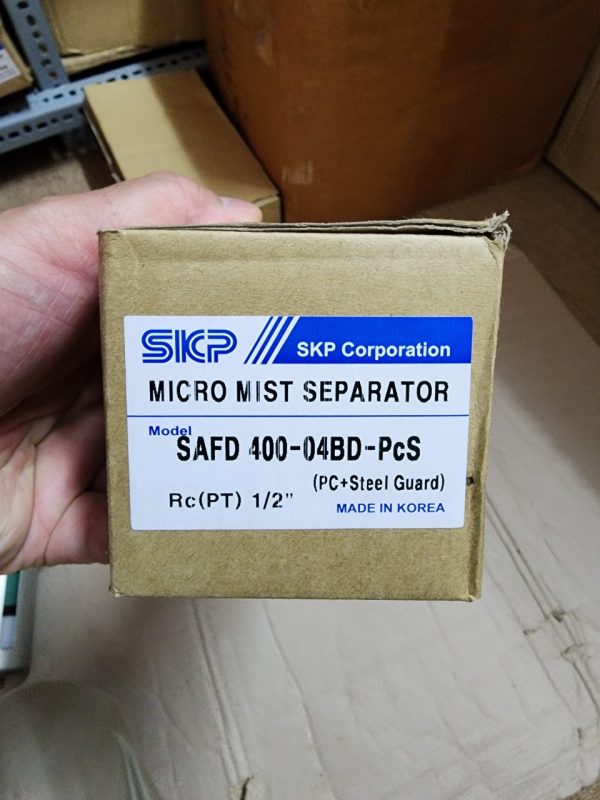 SKP SKP Corporation
MICRO MIST SEPARATOR
Model
SAFD 400-04BD-PcS
(PC+Steel Guard)
Rc(PT) 1/2"
MADE IN KOREA